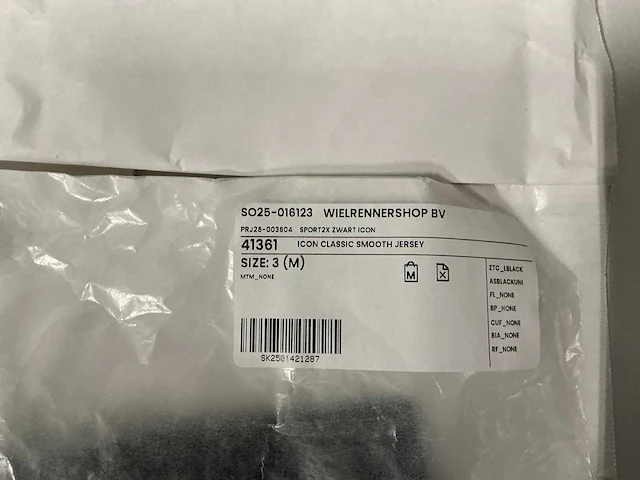 SO25-016123 WIELRENNERSHOP BV
PRJ25-003504 SPORT2X ZWART ICON
41361 ICON CLASSIC SMOOTH JERSEY
SIZE: 3 (M)
MTM_NONE
M
X
ZTC_LBLACK
ASBLACKUNI
FL_NONE
BP_NONE
CUF_NONE
BIA_NONE
RF_NONE
SK2501421287